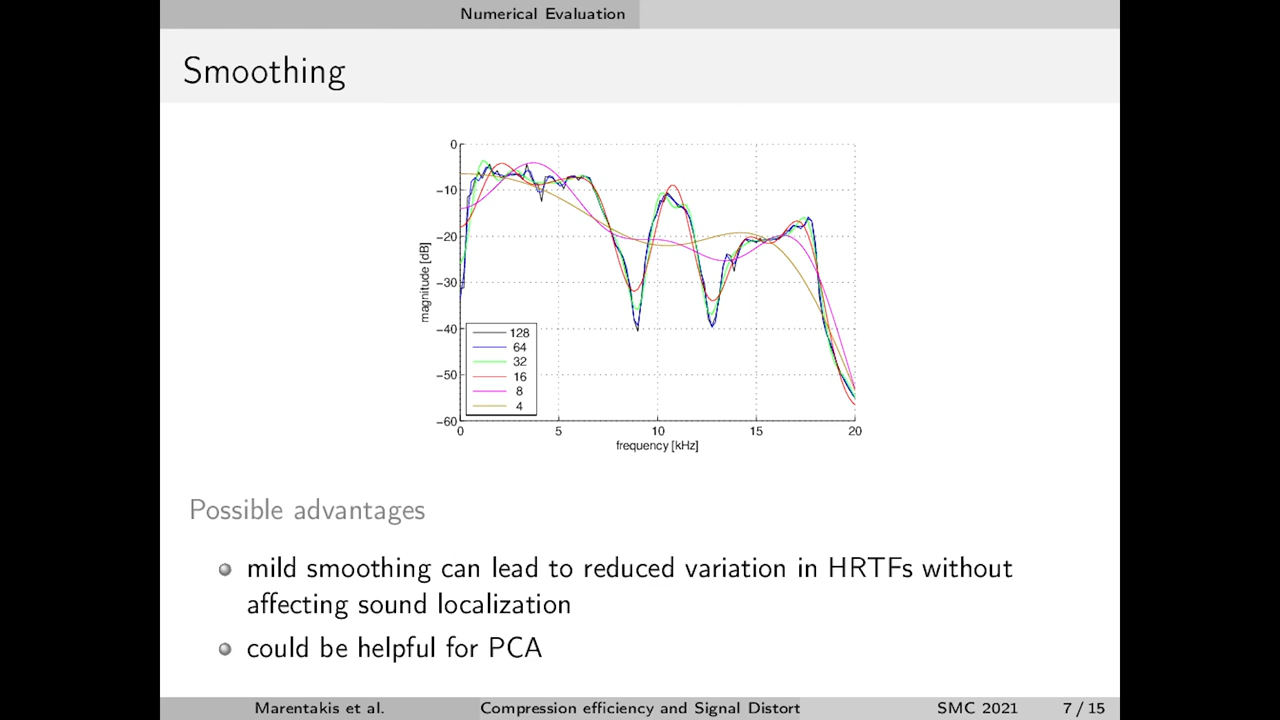 Numerical Evaluation
Smoothing
0
−10
−20
−30
−40
−50
−60
magnitude [dB]
128
64
32
16
8
4
0
5
10
15
20
frequency [kHz]
Possible advantages
mild smoothing can lead to reduced variation in HRTFs without
affecting sound localization
could be helpful for PCA
Marentakis et al.
Compression efficiency and Signal Distort
SMC 2021
7 / 15